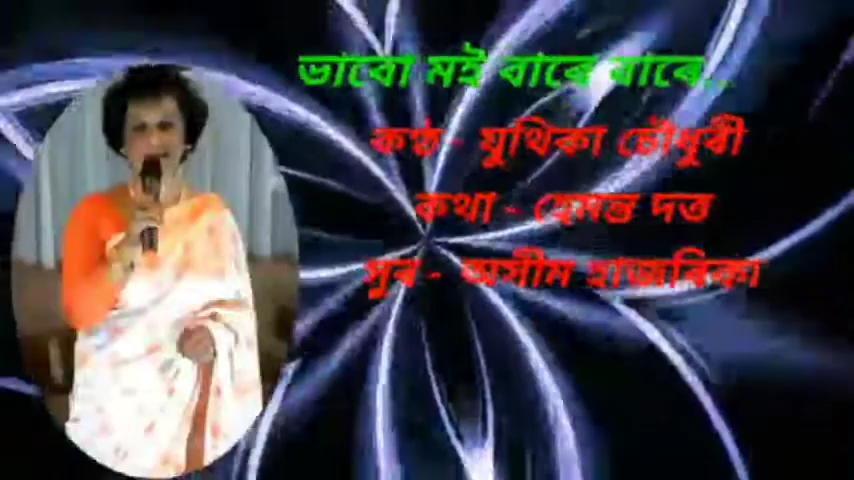 ভাবো মই বাৰে বাৰে...
কণ্ঠ - যুথিকা চৌধুৰী
কথা - হেমন্ত দত্ত
সুৰ - অসীম হাজৰিকা